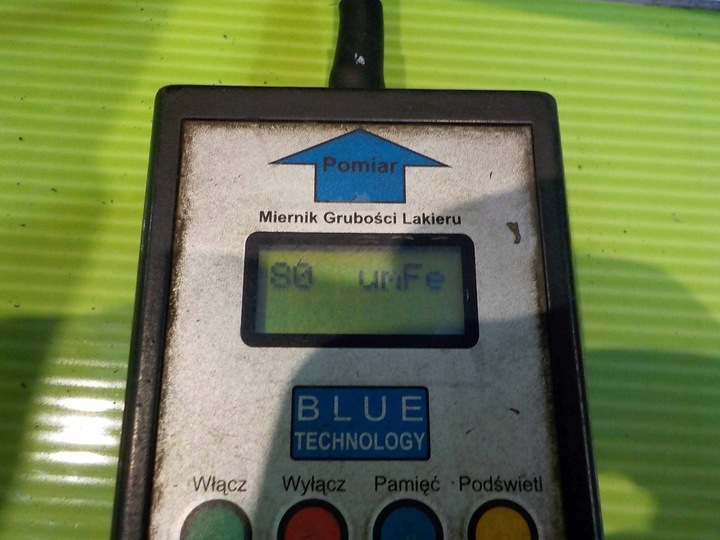 Pomiar
Miernik Grubości Lakieru
80 umFe
BLUE
TECHNOLOGY
Włącz Wyłącz Pamięć Podświetl